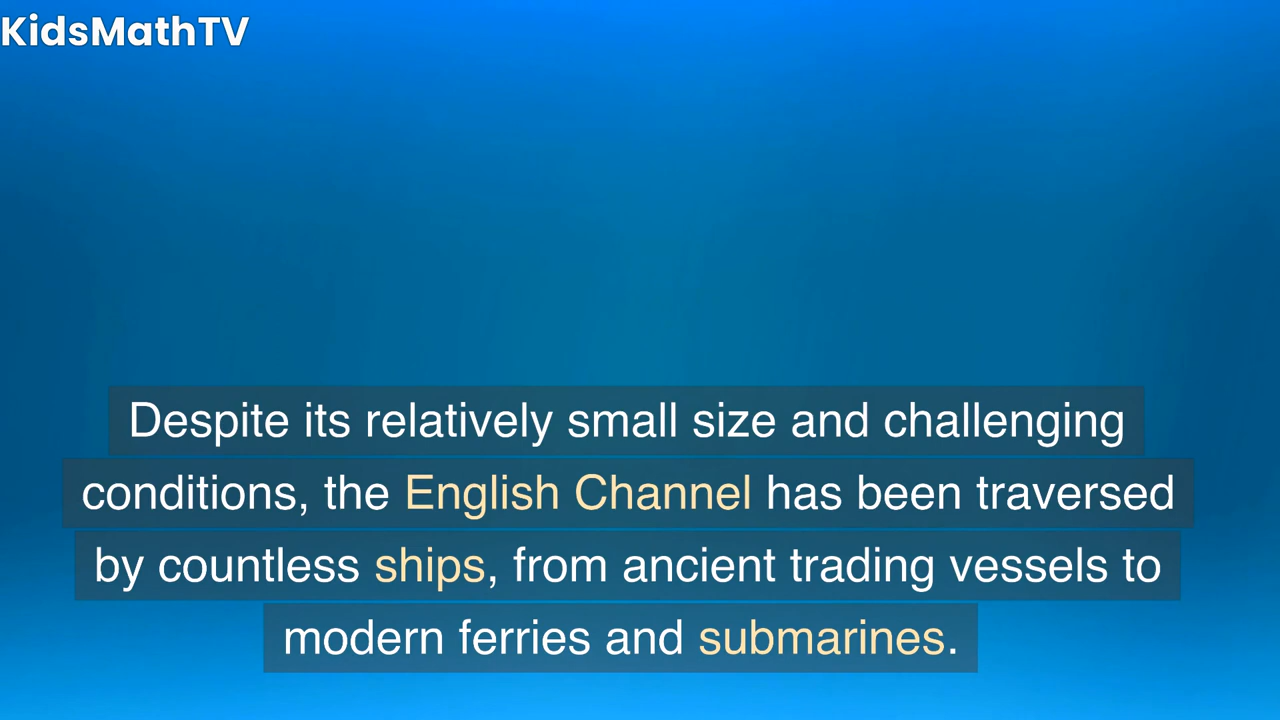 KidsMathTV
Despite its relatively small size and challenging
conditions, the English Channel has been traversed
by countless ships, from ancient trading vessels to
modern ferries and submarines.